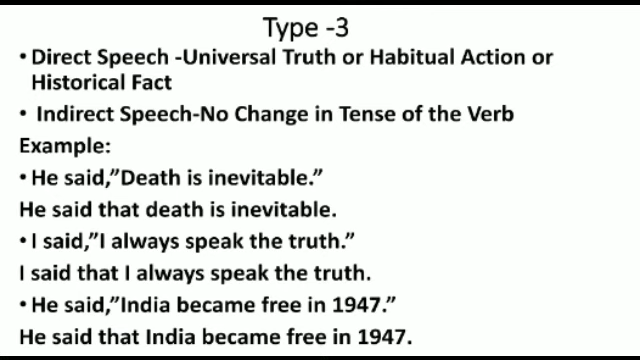 Type -3
• Direct Speech -Universal Truth or Habitual Action or
Historical Fact
• Indirect Speech-No Change in Tense of the Verb
Example:
• He said,”Death is inevitable.”
He said that death is inevitable.
• I said,”I always speak the truth.”
I said that I always speak the truth.
• He said,”India became free in 1947.”
He said that India became free in 1947.